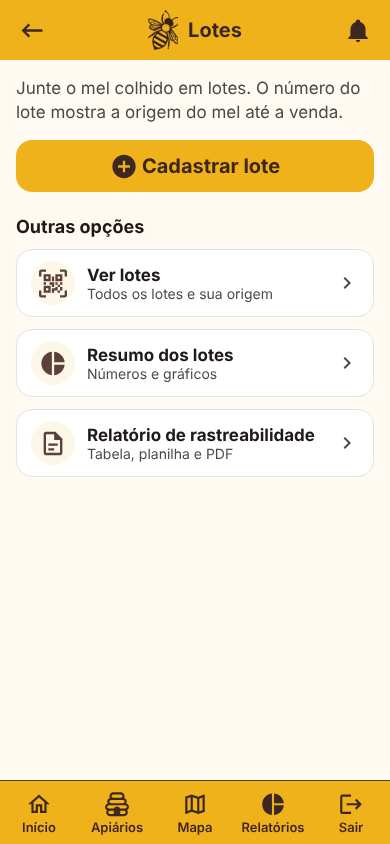 Lotes
Junte o mel colhido em lotes. O número do
lote mostra a origem do mel até a venda.
Cadastrar lote
Outras opções
Ver lotes
Todos os lotes e sua origem
Resumo dos lotes
Números e gráficos
Relatório de rastreabilidade
Tabela, planilha e PDF
Início
Apiários
Mapa
Relatórios
Sair